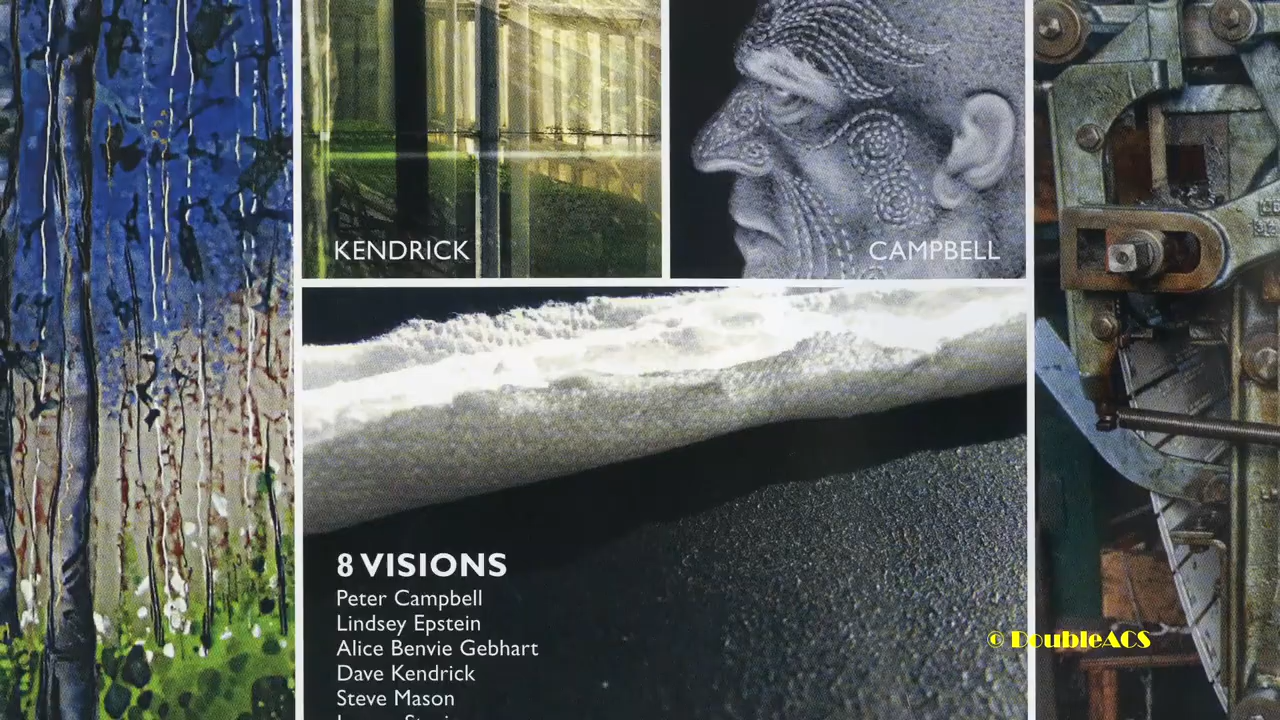 KENDRICK
CAMPBELL
8 VISIONS
Peter Campbell
Lindsey Epstein
Alice Benvie Gebhart
Dave Kendrick
Steve Mason
© DoubleACS